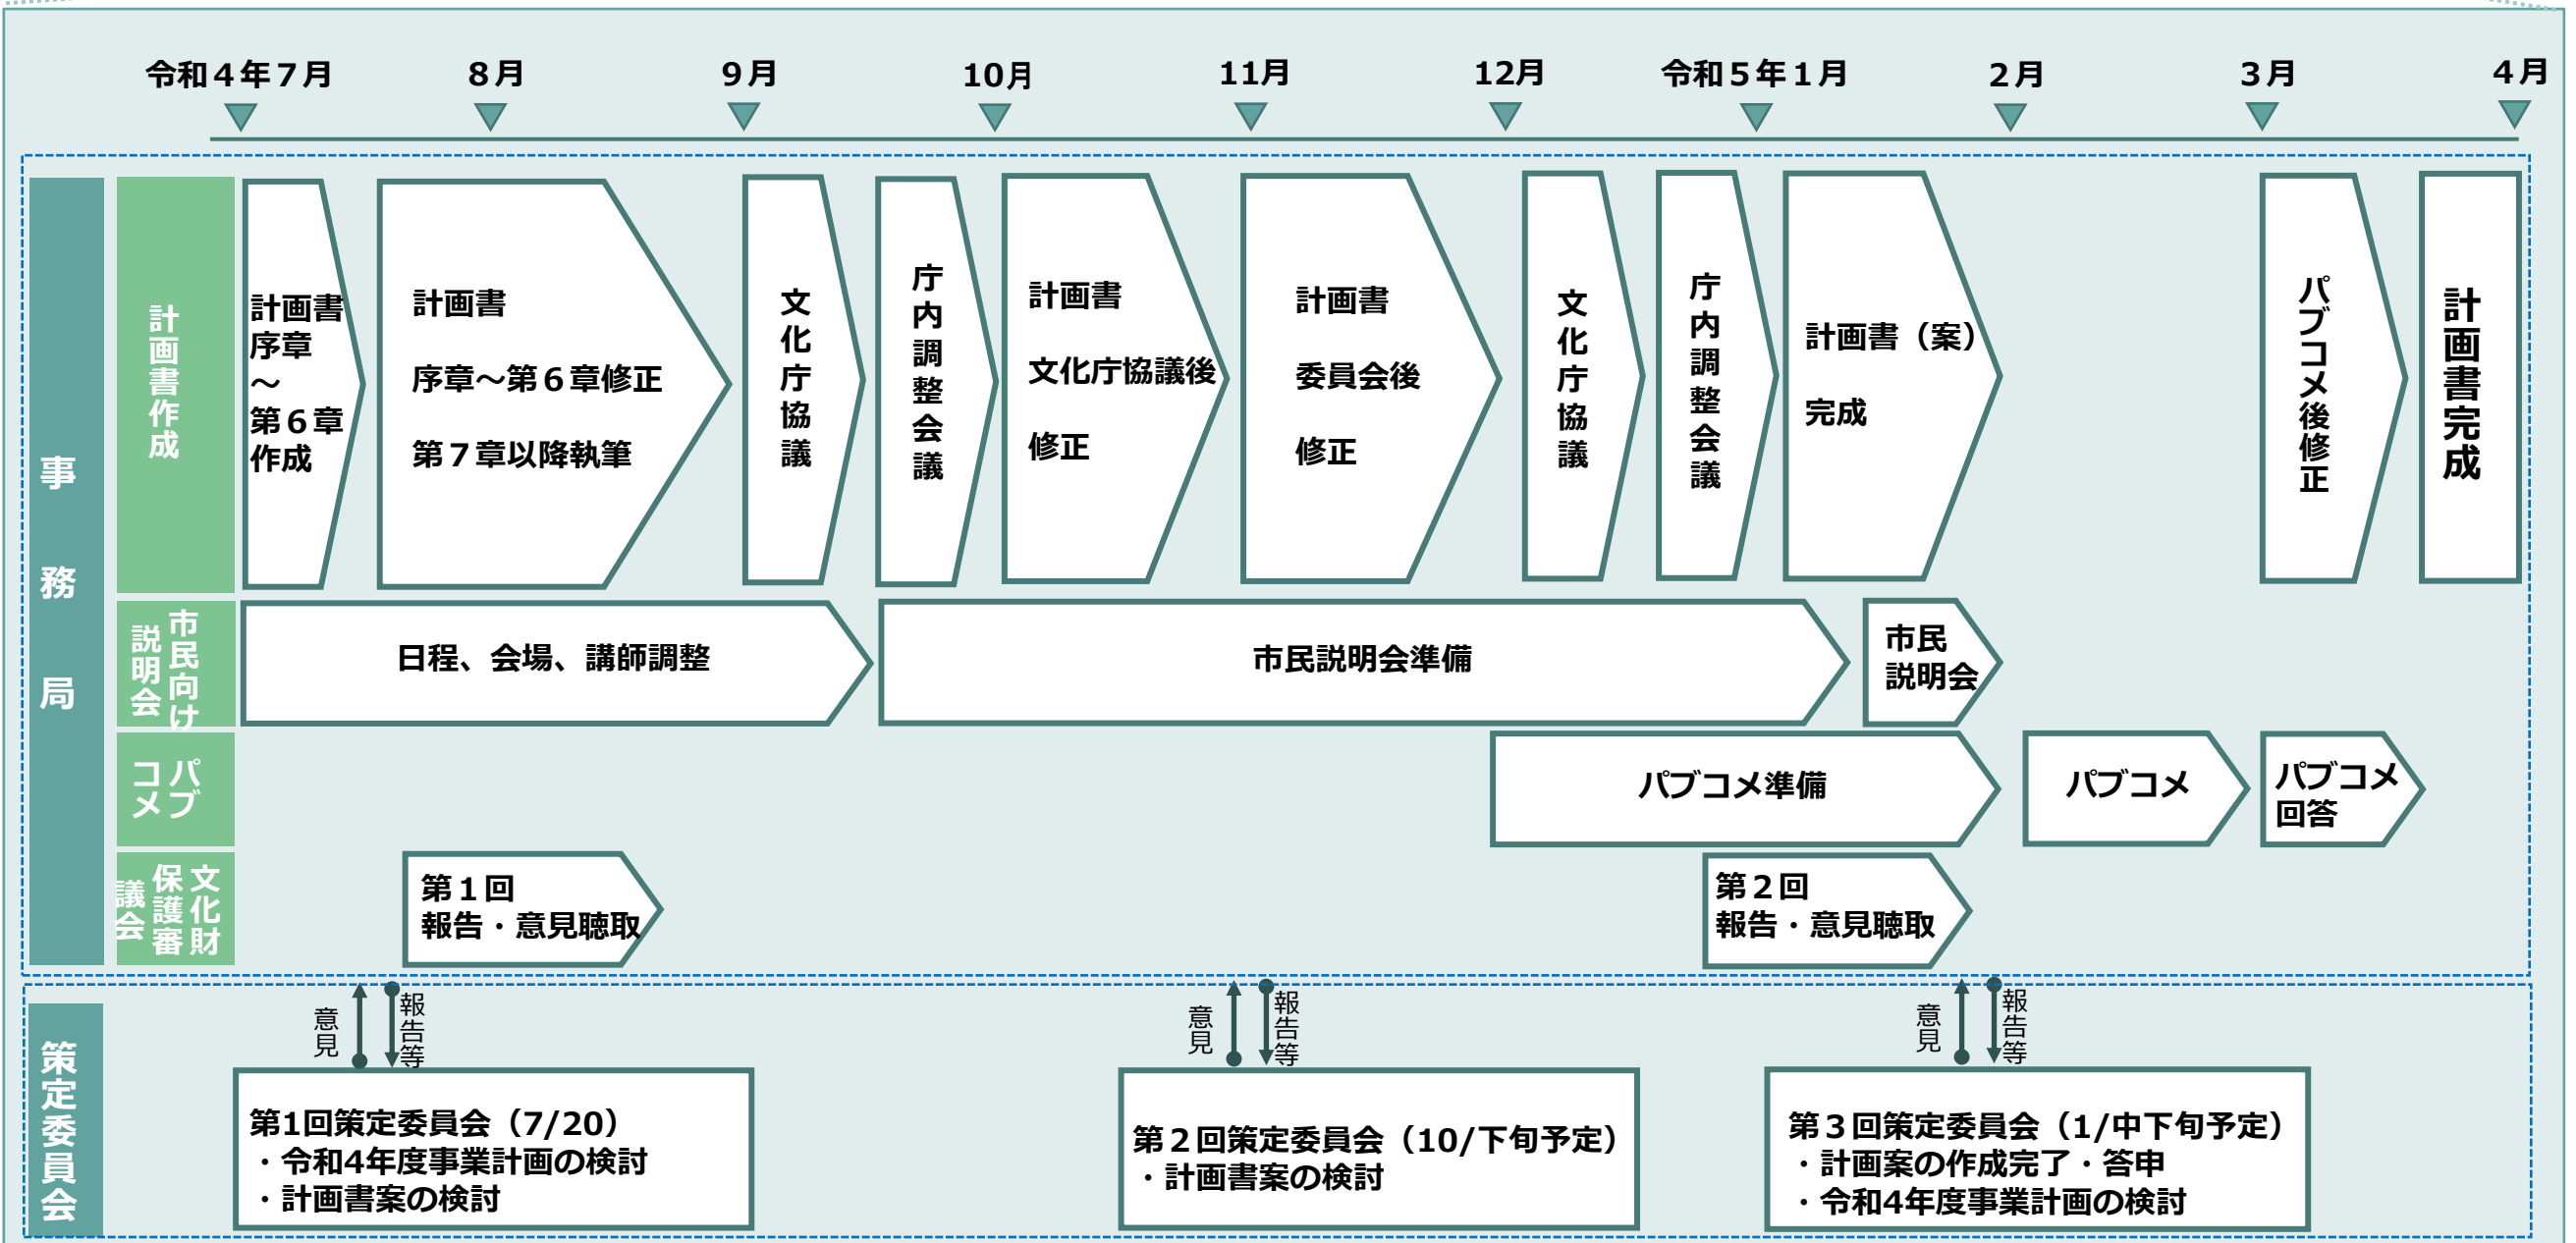 令和４年７月
８月
９月
10月
11月
12月
令和５年１月
２月
３月
４月
事務局
計画書作成
計画書
序章
～
第６章
作成
計画書
序章～第６章修正
第７章以降執筆
文化庁協議
庁内調整会議
計画書
文化庁協議後
修正
計画書
委員会後
修正
文化庁協議
庁内調整会議
計画書（案）
完成
パブコメ後修正
計画書完成
市民向け
説明会
日程、会場、講師調整
市民説明会準備
市民
説明会
パブ
コメ
パブコメ準備
パブコメ
パブコメ
回答
文化財
保護審
議会
第１回
報告・意見聴取
第２回
報告・意見聴取
意見
報告等
意見
報告等
意見
報告等
策定委員会
第1回策定委員会（7/20）
・令和4年度事業計画の検討
・計画書案の検討
第２回策定委員会（10/下旬予定）
・計画書案の検討
第３回策定委員会（1/中下旬予定）
・計画案の作成完了・答申
・令和4年度事業計画の検討